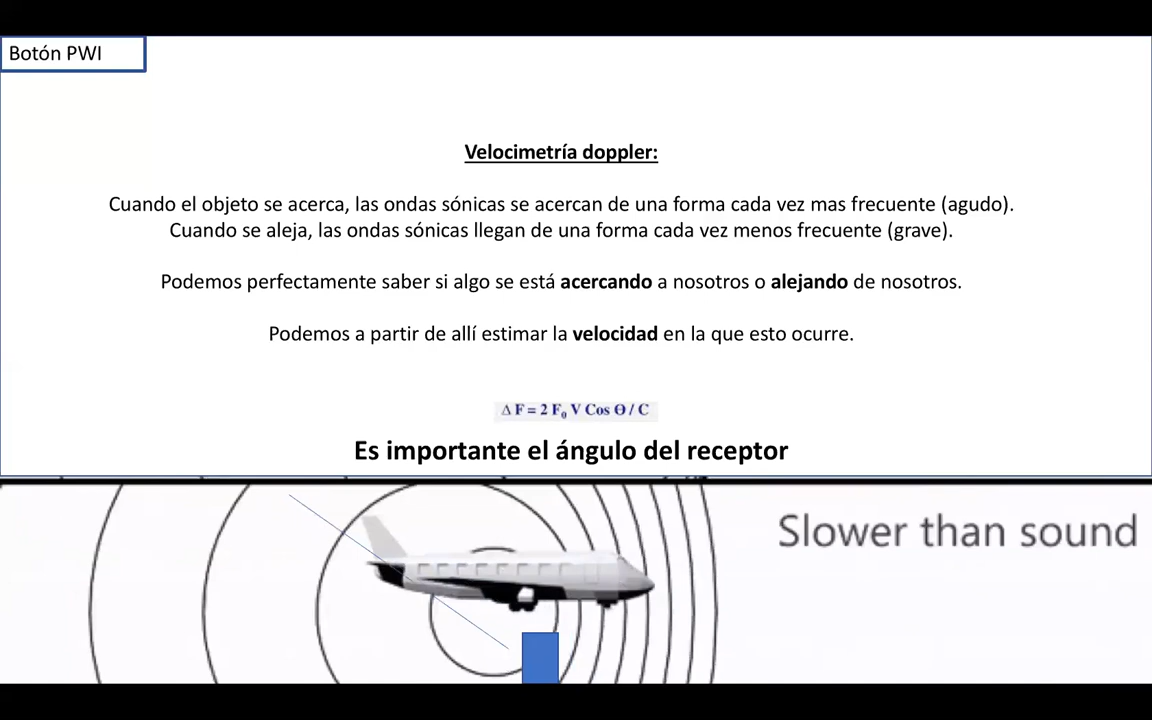 Botón PWI
Velocimetría doppler:
Cuando el objeto se acerca, las ondas sónicas se acercan de una forma cada vez mas frecuente (agudo).
Cuando se aleja, las ondas sónicas llegan de una forma cada vez menos frecuente (grave).
Podemos perfectamente saber si algo se está acercando a nosotros o alejando de nosotros.
Podemos a partir de allí estimar la velocidad en la que esto ocurre.
Δ F = 2 F₀ V Cos Ө / C
Es importante el ángulo del receptor
Slower than sound